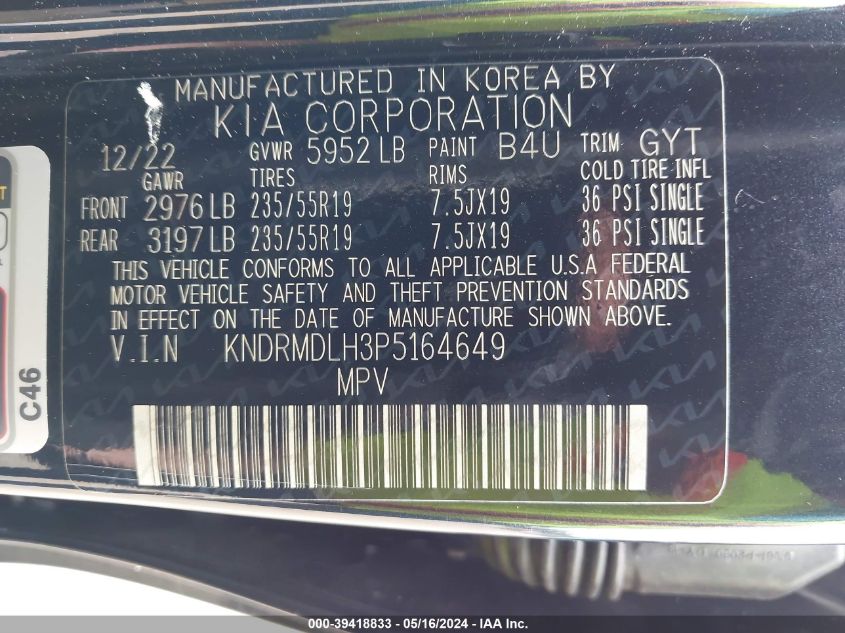 MANUFACTURED IN KOREA BY
KIA CORPORATION
12/22 GVWR 5952 LB PAINT B4U TRIM GYT
GAWR TIRES RIMS COLD TIRE INFL
FRONT 2976 LB 235/55R19 7.5JX19 36 PSI SINGLE
REAR 3197 LB 235/55R19 7.5JX19 36 PSI SINGLE
THIS VEHICLE CONFORMS TO ALL APPLICABLE U.S.A FEDERAL
MOTOR VEHICLE SAFETY AND THEFT PREVENTION STANDARDS
IN EFFECT ON THE DATE OF MANUFACTURE SHOWN ABOVE.
V.I.N KNDRMDLH3P5164649
MPV
C46
000-39418833 - 05/16/2024 - IAA Inc.